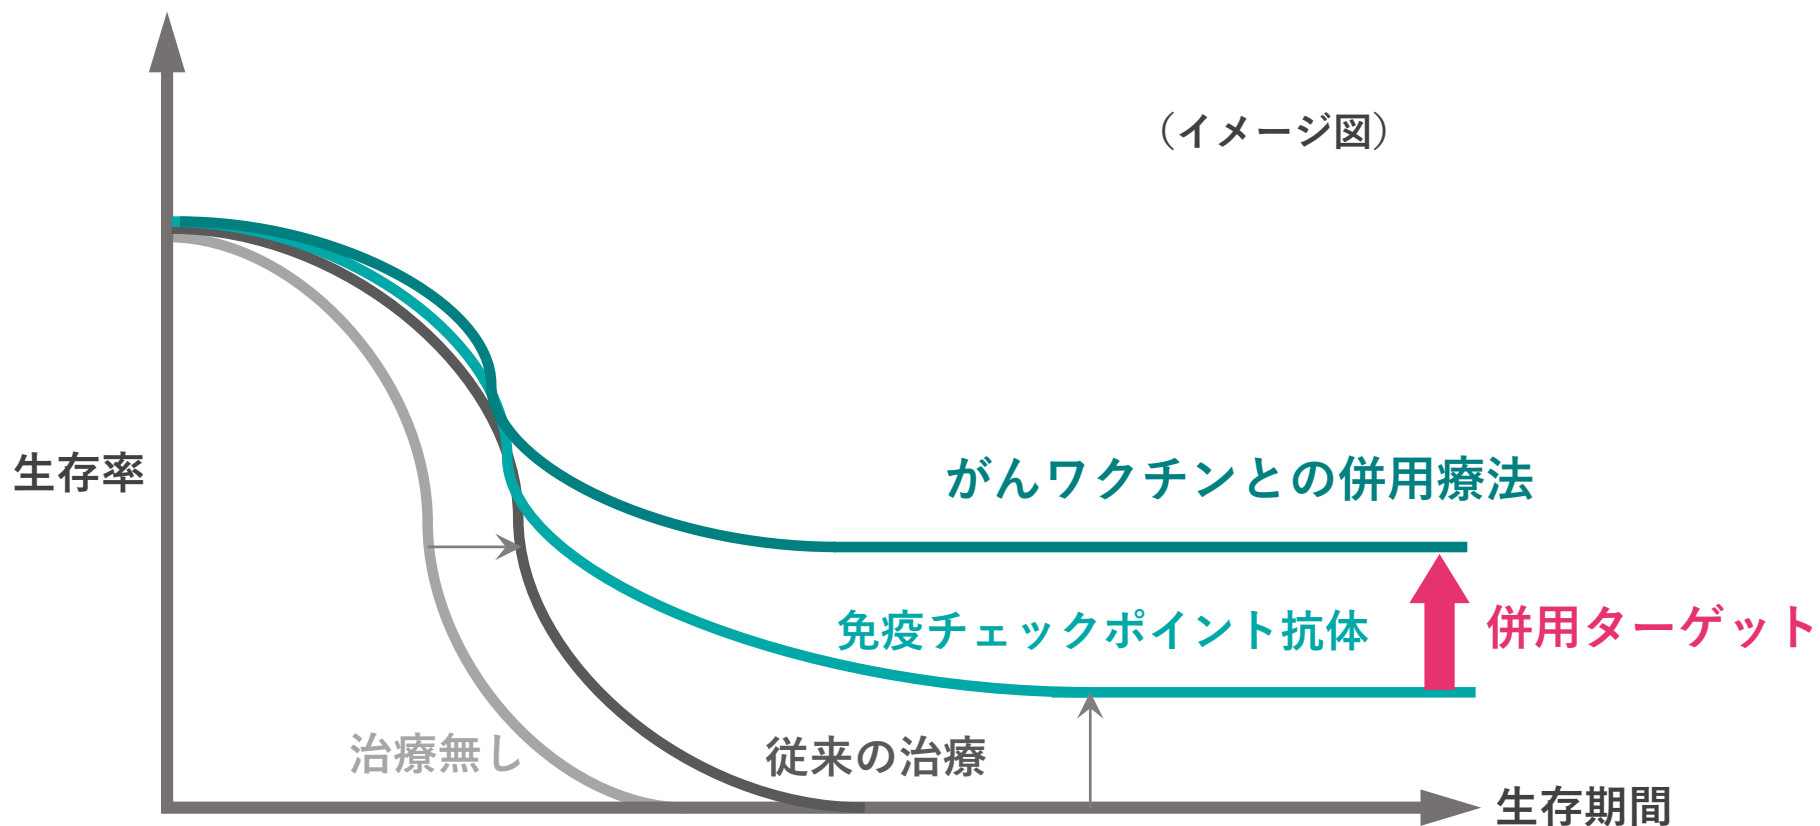 （イメージ図）
生存率
がんワクチンとの併用療法
免疫チェックポイント抗体
併用ターゲット
治療無し
従来の治療
生存期間